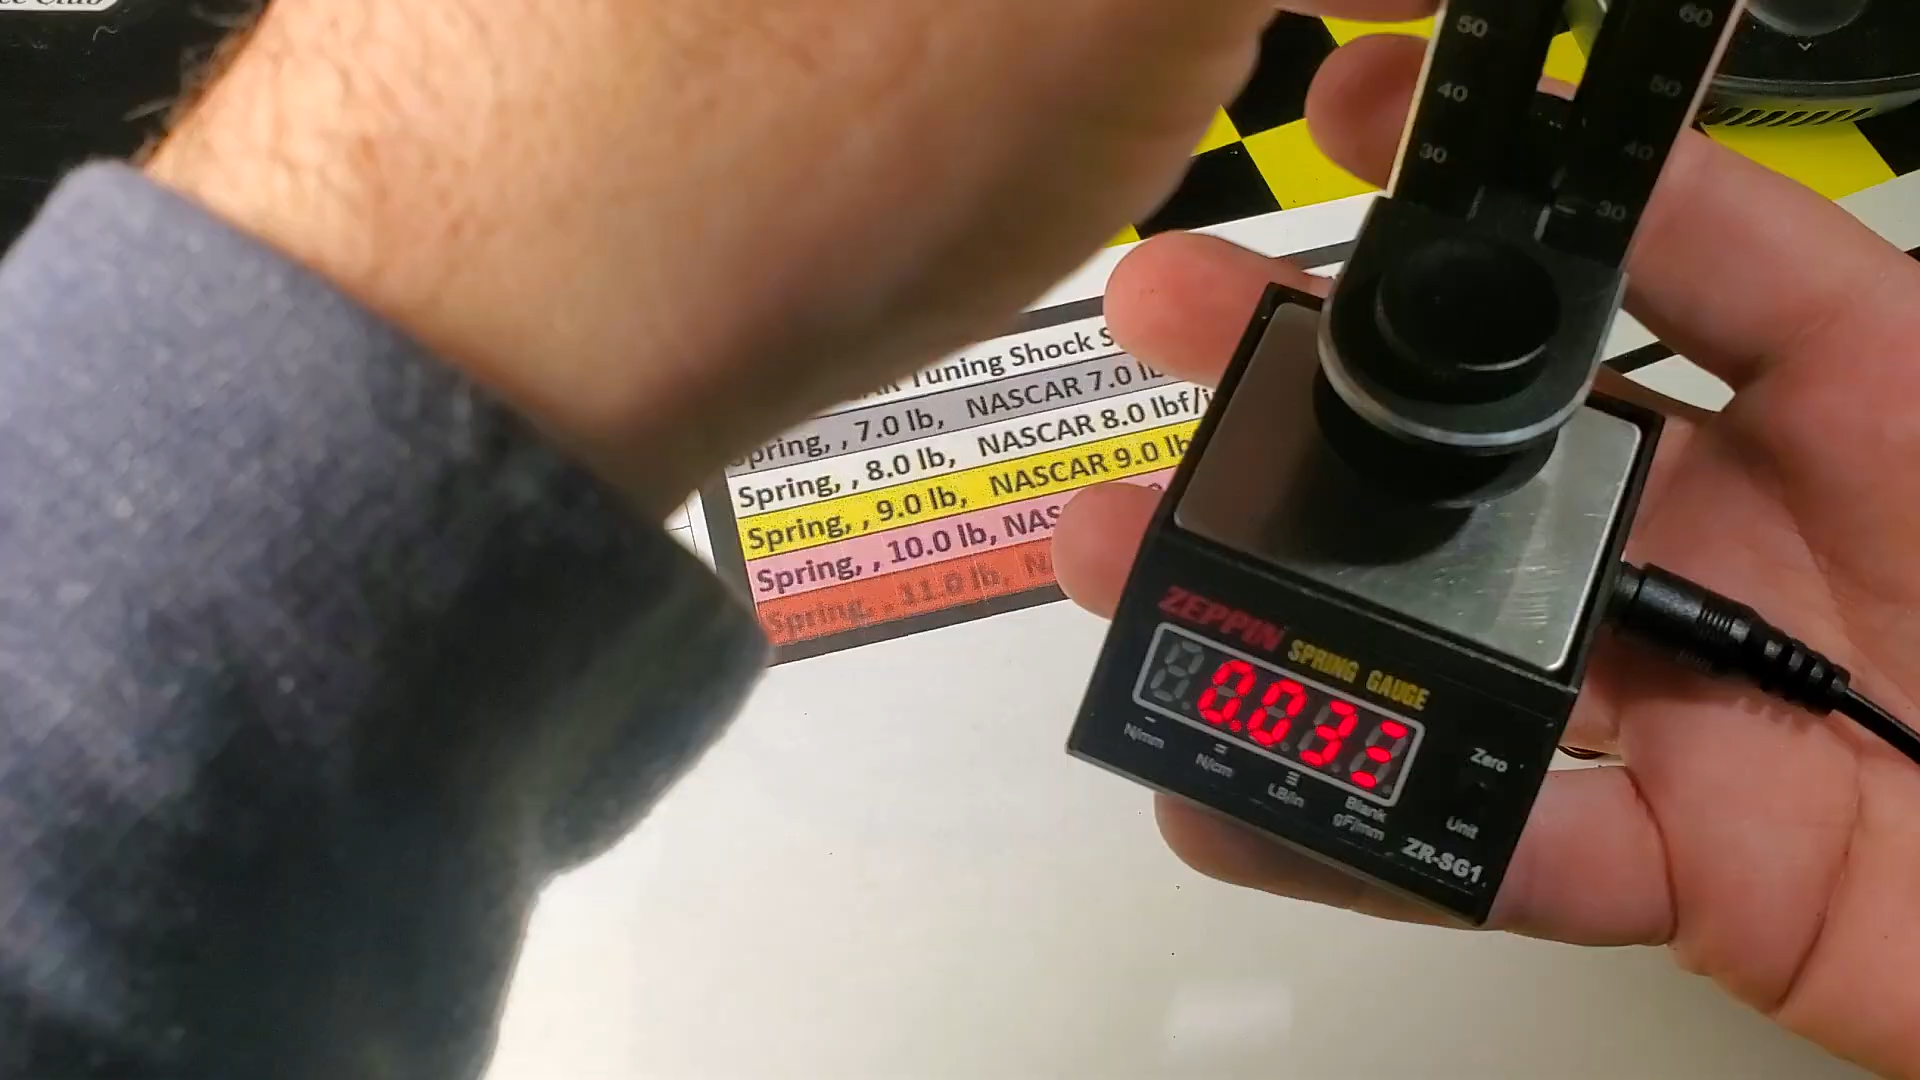 50
60
40
50
30
40
30
Tuning Shock S
Spring, , 7.0 lb, NASCAR 7.0 lb
Spring, , 8.0 lb, NASCAR 8.0 lbf/i
Spring, , 9.0 lb, NASCAR 9.0 lb
Spring, , 10.0 lb, NAS
Spring, , 11.0 lb, N
ZEPPIN SPRING GAUGE
0.03
N/mm
N/cm
LB/in
Blank
gF/mm
Zero
Unit
ZR-SG1